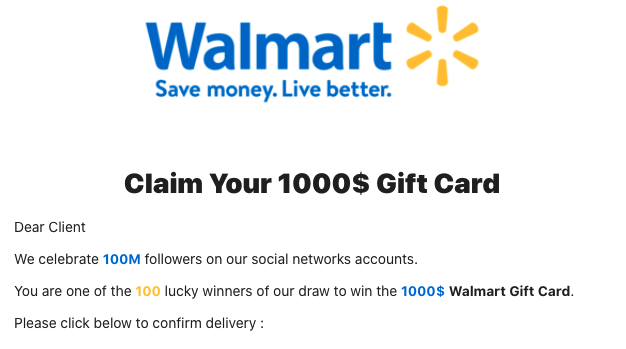 Walmart
Save money. Live better.
Claim Your 1000$ Gift Card
Dear Client
We celebrate 100M followers on our social networks accounts.
You are one of the 100 lucky winners of our draw to win the 1000$ Walmart Gift Card.
Please click below to confirm delivery :